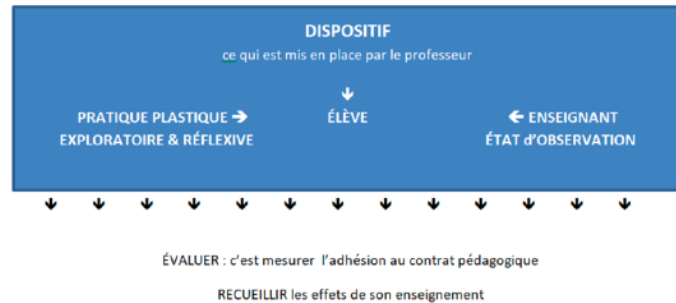 DISPOSITIF
ce qui est mis en place par le professeur
↓
PRATIQUE PLASTIQUE → ÉLÈVE ← ENSEIGNANT
EXPLORATOIRE & RÉFLEXIVE ÉTAT d'OBSERVATION
↓ ↓ ↓ ↓ ↓ ↓ ↓ ↓ ↓ ↓ ↓ ↓ ↓
ÉVALUER : c'est mesurer l'adhésion au contrat pédagogique
RECUEILLIR les effets de son enseignement